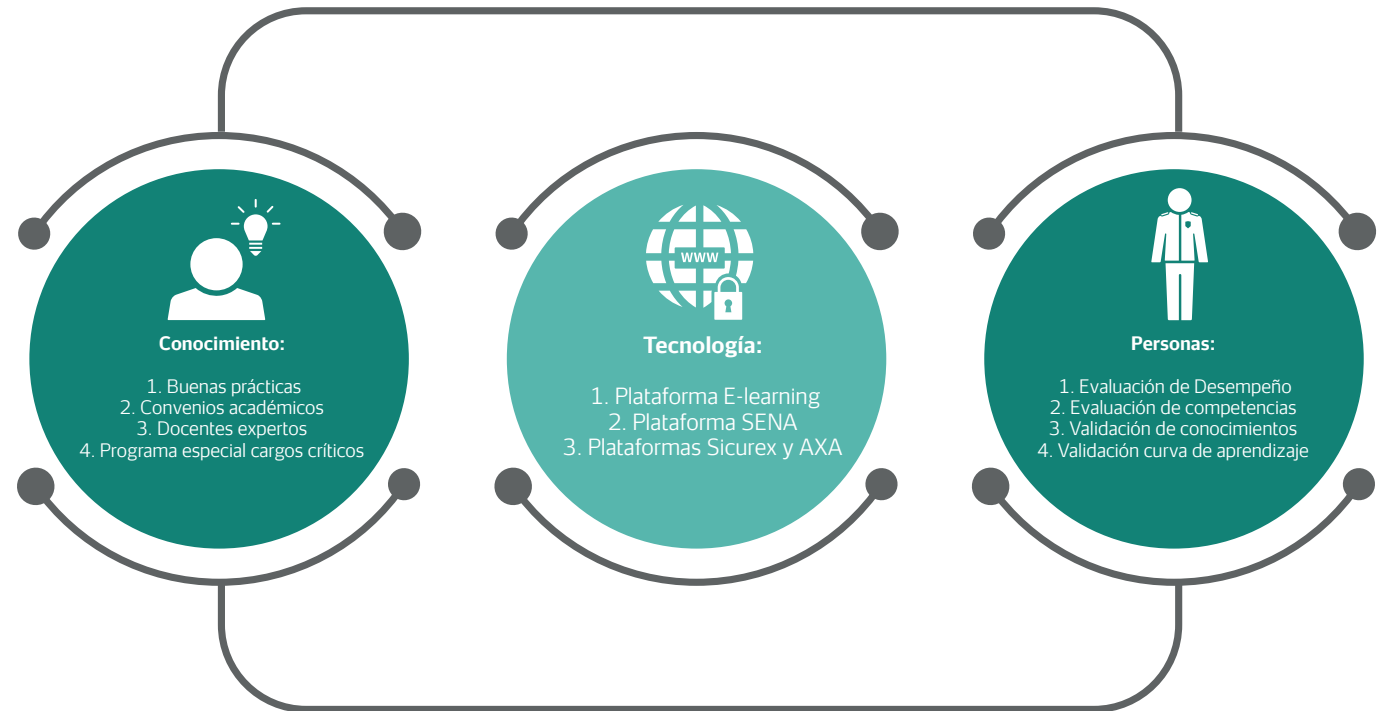 Conocimiento:
1. Buenas prácticas
2. Convenios académicos
3. Docentes expertos
4. Programa especial cargos críticos
www
Tecnología:
1. Plataforma E-learning
2. Plataforma SENA
3. Plataformas Sicurex y AXA
Personas:
1. Evaluación de Desempeño
2. Evaluación de competencias
3. Validación de conocimientos
4. Validación curva de aprendizaje